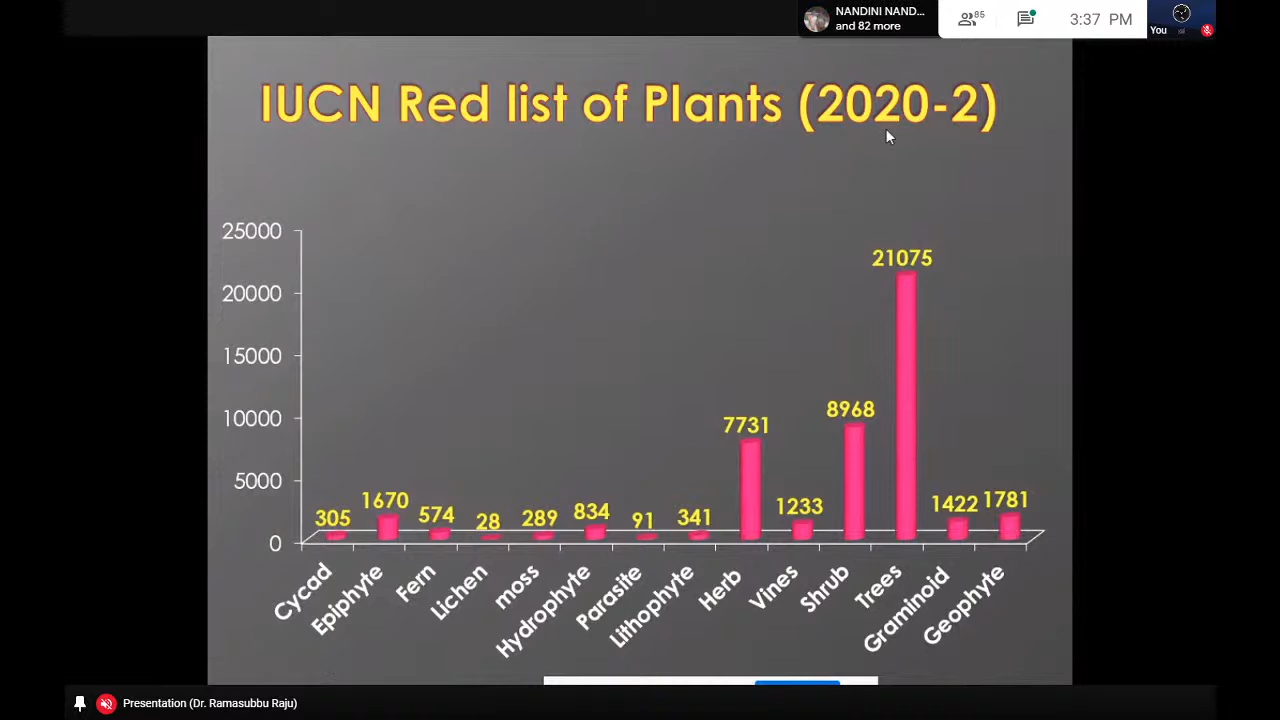 NANDINI NAND...
and 82 more
85
3:37 PM
You
IUCN Red list of Plants (2020-2)
25000
20000
15000
10000
5000
0
305
1670
574
28
289
834
91
341
7731
1233
8968
21075
1422
1781
Cycad
Epiphyte
Fern
Lichen
moss
Hydrophyte
Parasite
Lithophyte
Herb
Vines
Shrub
Trees
Graminoid
Geophyte
Presentation (Dr. Ramasubbu Raju)